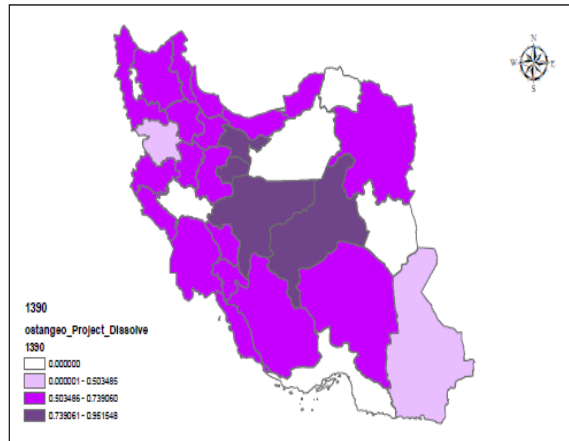 N
W E
S
1390
ostangeo_Project_Dissolve
1390
0.000000
0.000001 - 0.503485
0.503486 - 0.739060
0.739061 - 0.951548